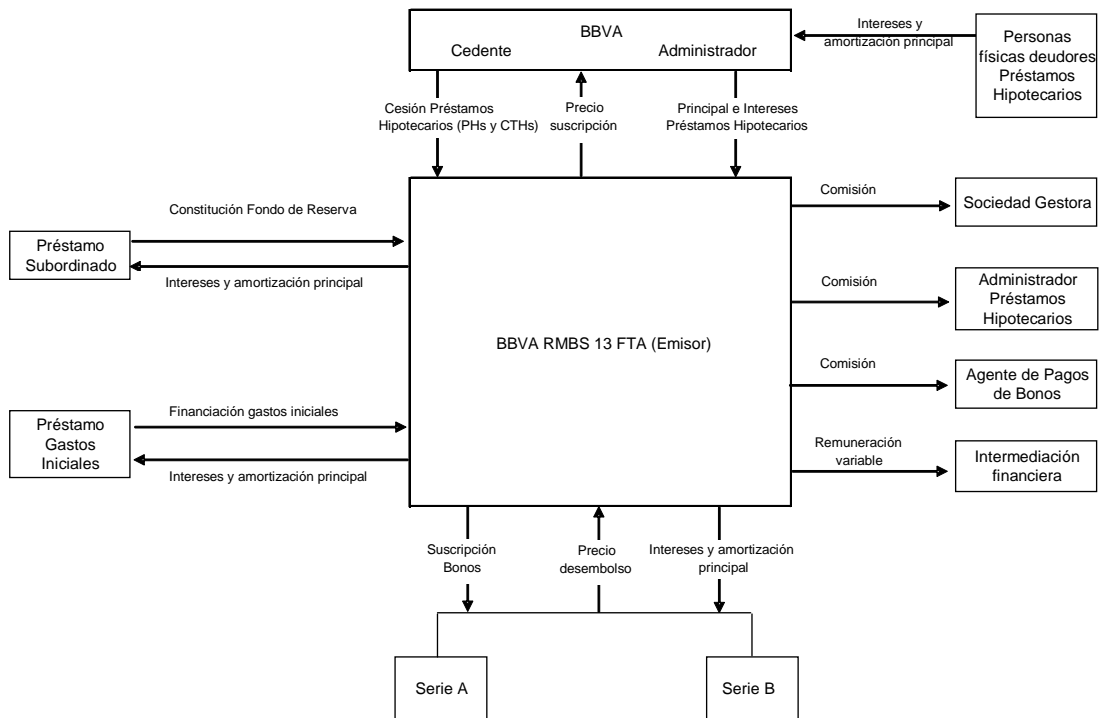 BBVA
Cedente
Administrador
Intereses y
amortización principal
Personas
físicas deudores
Préstamos
Hipotecarios
Cesión Préstamos
Hipotecarios (PHs y CTHs)
Precio
suscripción
Principal e Intereses
Préstamos Hipotecarios
Constitución Fondo de Reserva
Préstamo
Subordinado
Intereses y amortización principal
Comisión
Sociedad Gestora
Comisión
Administrador
Préstamos
Hipotecarios
BBVA RMBS 13 FTA (Emisor)
Comisión
Agente de Pagos
de Bonos
Financiación gastos iniciales
Préstamo
Gastos
Iniciales
Intereses y amortización principal
Remuneración
variable
Intermediación
financiera
Suscripción
Bonos
Precio
desembolso
Intereses y amortización
principal
Serie A
Serie B